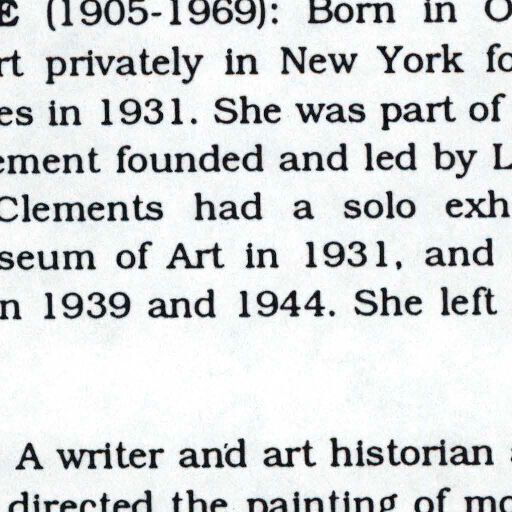 E (1905-1969): Born in O
rt privately in New York fo
es in 1931. She was part of
ement founded and led by L
Clements had a solo exh
seum of Art in 1931, and
n 1939 and 1944. She left
A writer and art historian
directed the painting of mo